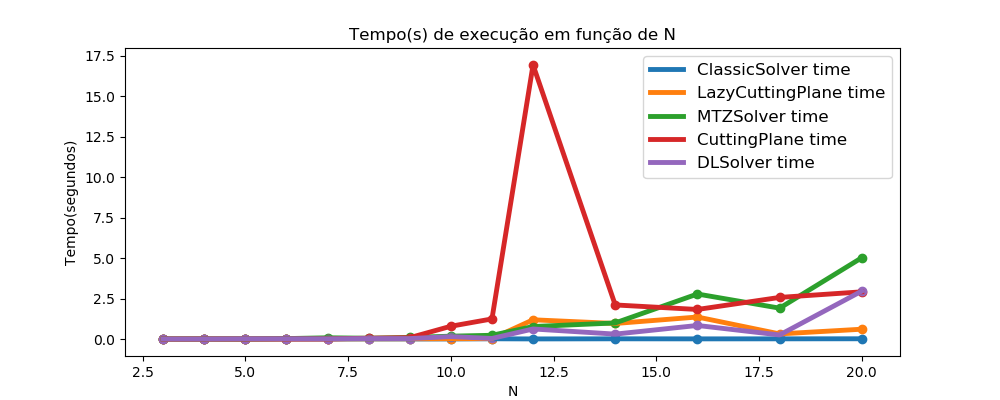 Tempo(s) de execução em função de N
17.5
15.0
12.5
10.0
7.5
5.0
2.5
0.0
Tempo(segundos)
ClassicSolver time
LazyCuttingPlane time
MTZSolver time
CuttingPlane time
DLSolver time
2.5 5.0 7.5 10.0 12.5 15.0 17.5 20.0
N